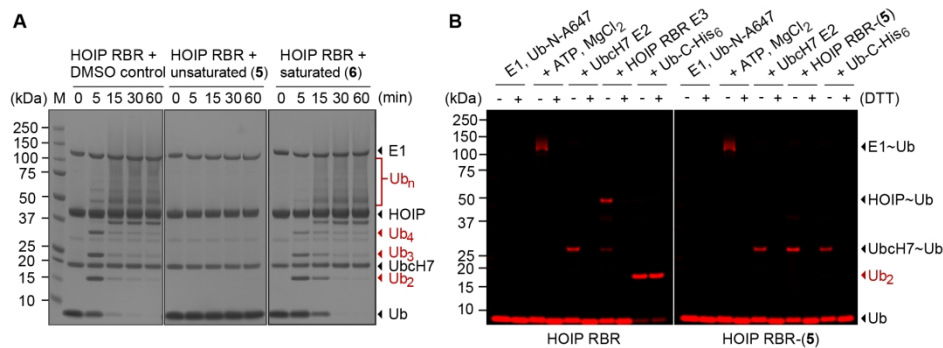 A
HOIP RBR + DMSO control
HOIP RBR + unsaturated (5)
HOIP RBR + saturated (6)
(kDa) M 0 5 15 30 60 0 5 15 30 60 0 5 15 30 60 (min)
250
150
100
75
50
37
25
20
15
10
E1
Ubn
HOIP
Ub4
Ub3
UbcH7
Ub2
Ub
B
E1, Ub-N-A647
+ ATP, MgCl2
+ UbcH7 E2
+ HOIP RBR E3
+ Ub-C-His6
E1, Ub-N-A647
+ ATP, MgCl2
+ UbcH7 E2
+ HOIP RBR-(5)
+ Ub-C-His6
(kDa) - + - + - + - + - + - + - + - + - + - + (DTT)
250
150
100
75
50
37
25
20
15
10
E1~Ub
HOIP~Ub
UbcH7~Ub
Ub2
Ub
HOIP RBR
HOIP RBR-(5)